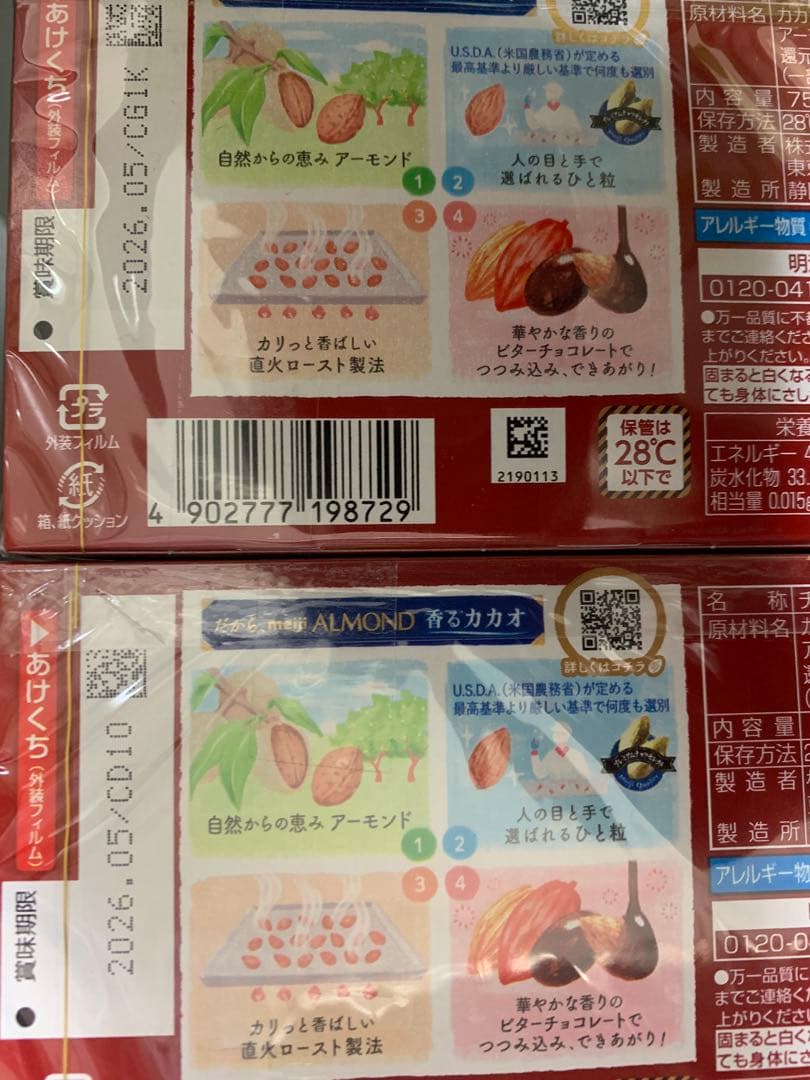 あけくち(外装フィルム)
賞味期限
2026.05/CG1K
詳しくはコチラ
U.S.D.A.(米国農務省)が定める
最高基準より厳しい基準で何度も選別
自然からの恵み アーモンド
1
2
人の目と手で
選ばれるひと粒
3
4
カリっと香ばしい
直火ロースト製法
華やかな香りの
ビターチョコレートで
つつみ込み、できあがり!
原材料名
還元
内容量
保存方法 28°
製造者 株式
製造所 静
アレルギー物質
明治
0120-041
●万一品質に不都
までご連絡くださ
上がりください。
固まると白くなる
ても身体にさし
プラ
外装フィルム
紙
箱、紙クッション
4 902777 198729
2190113
保管は
28℃
以下で
栄養
エネルギー 4
炭水化物 33.
相当量 0.015g
あけくち(外装フィルム)
賞味期限
2026.05/CD10
だから、meiji ALMOND 香るカカオ
詳しくはコチラ
U.S.D.A.(米国農務省)が定める
最高基準より厳しい基準で何度も選別
自然からの恵み アーモンド
1
2
人の目と手で
選ばれるひと粒
3
4
カリっと香ばしい
直火ロースト製法
華やかな香りの
ビターチョコレートで
つつみ込み、できあがり!
名称
原材料名
内容量
保存方法
製造者
製造所
アレルギー物
0120-0
●万一品質に
までご連絡くだ
上がりください
固まると白く
ても身体にさ